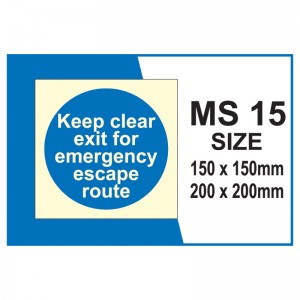 Keep clear
exit for
emergency
escape
route
MS 15
SIZE
150 x 150mm
200 x 200mm